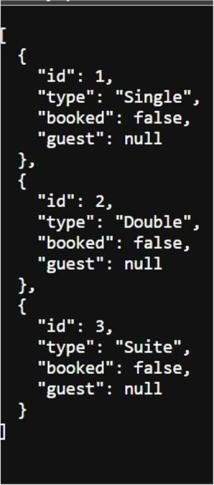 [
  {
    "id": 1,
    "type": "Single",
    "booked": false,
    "guest": null
  },
  {
    "id": 2,
    "type": "Double",
    "booked": false,
    "guest": null
  },
  {
    "id": 3,
    "type": "Suite",
    "booked": false,
    "guest": null
  }
]